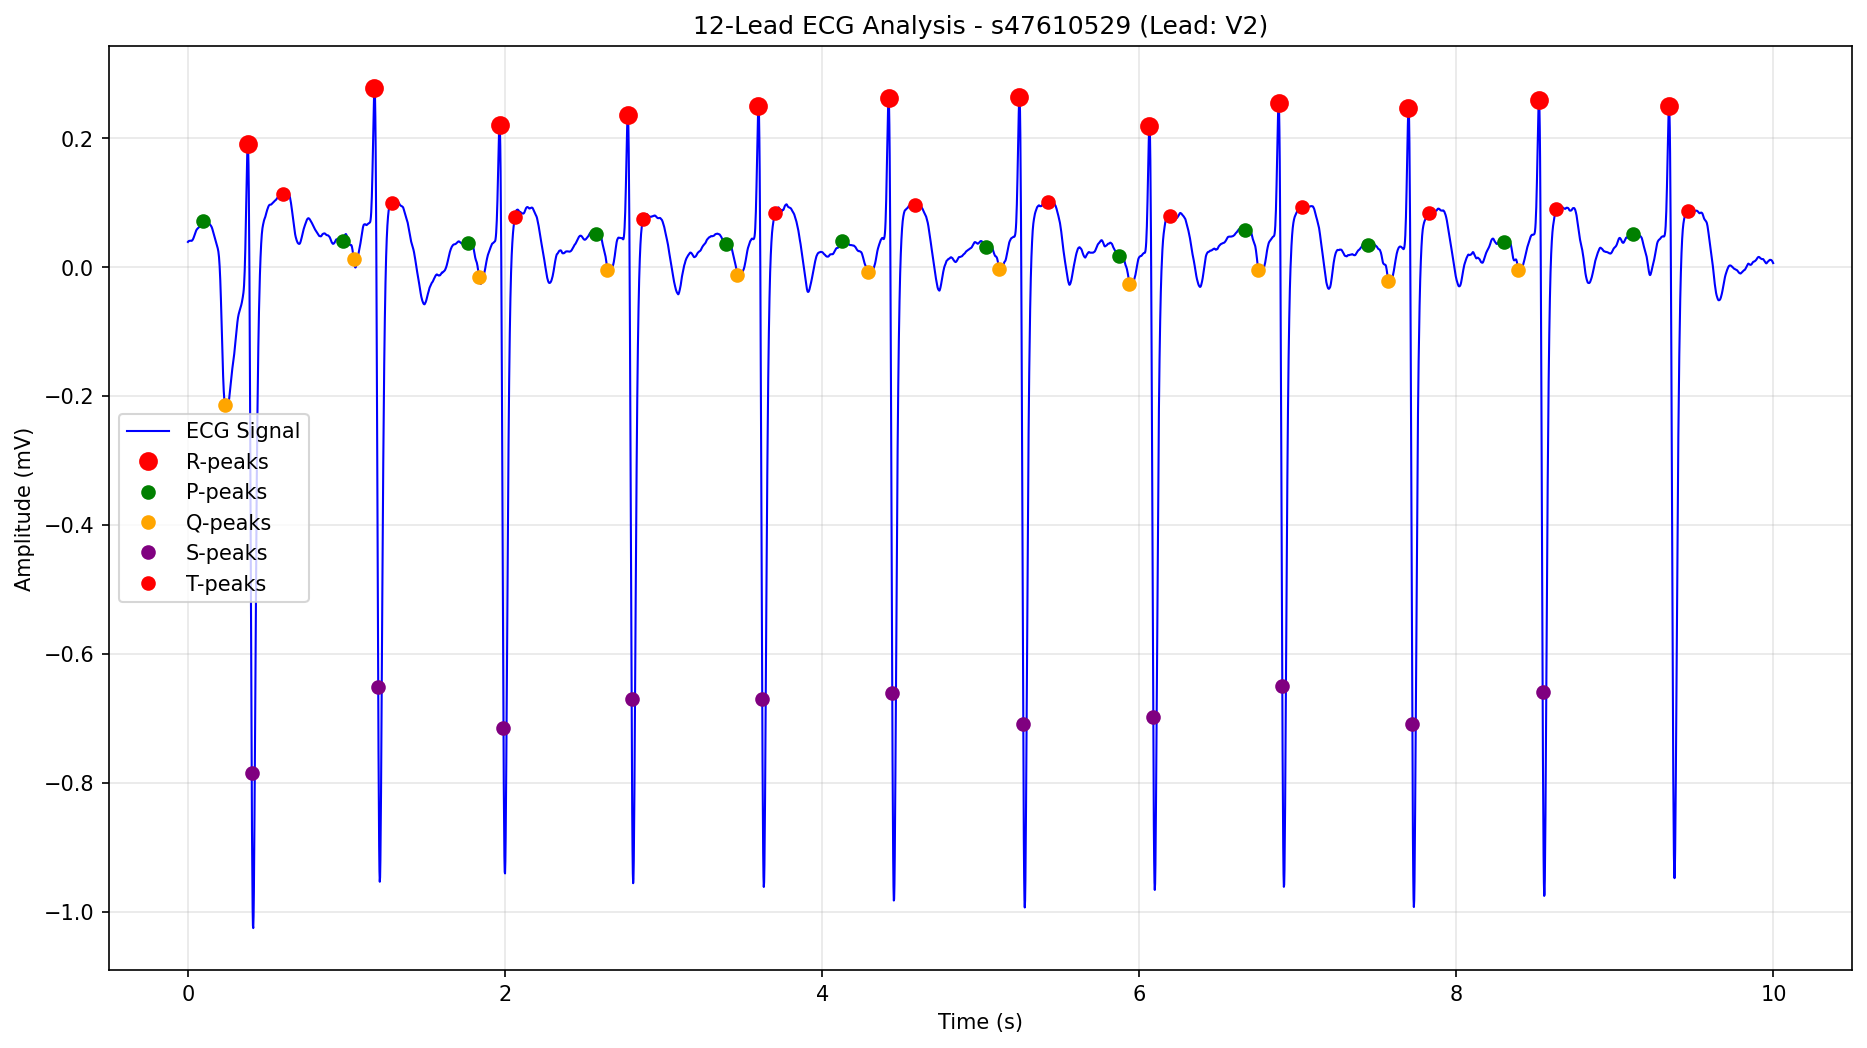 12-Lead ECG Analysis - s47610529 (Lead: V2)
Amplitude (mV)
0.2
0.0
−0.2
−0.4
−0.6
−0.8
−1.0
ECG Signal
R-peaks
P-peaks
Q-peaks
S-peaks
T-peaks
0 2 4 6 8 10
Time (s)